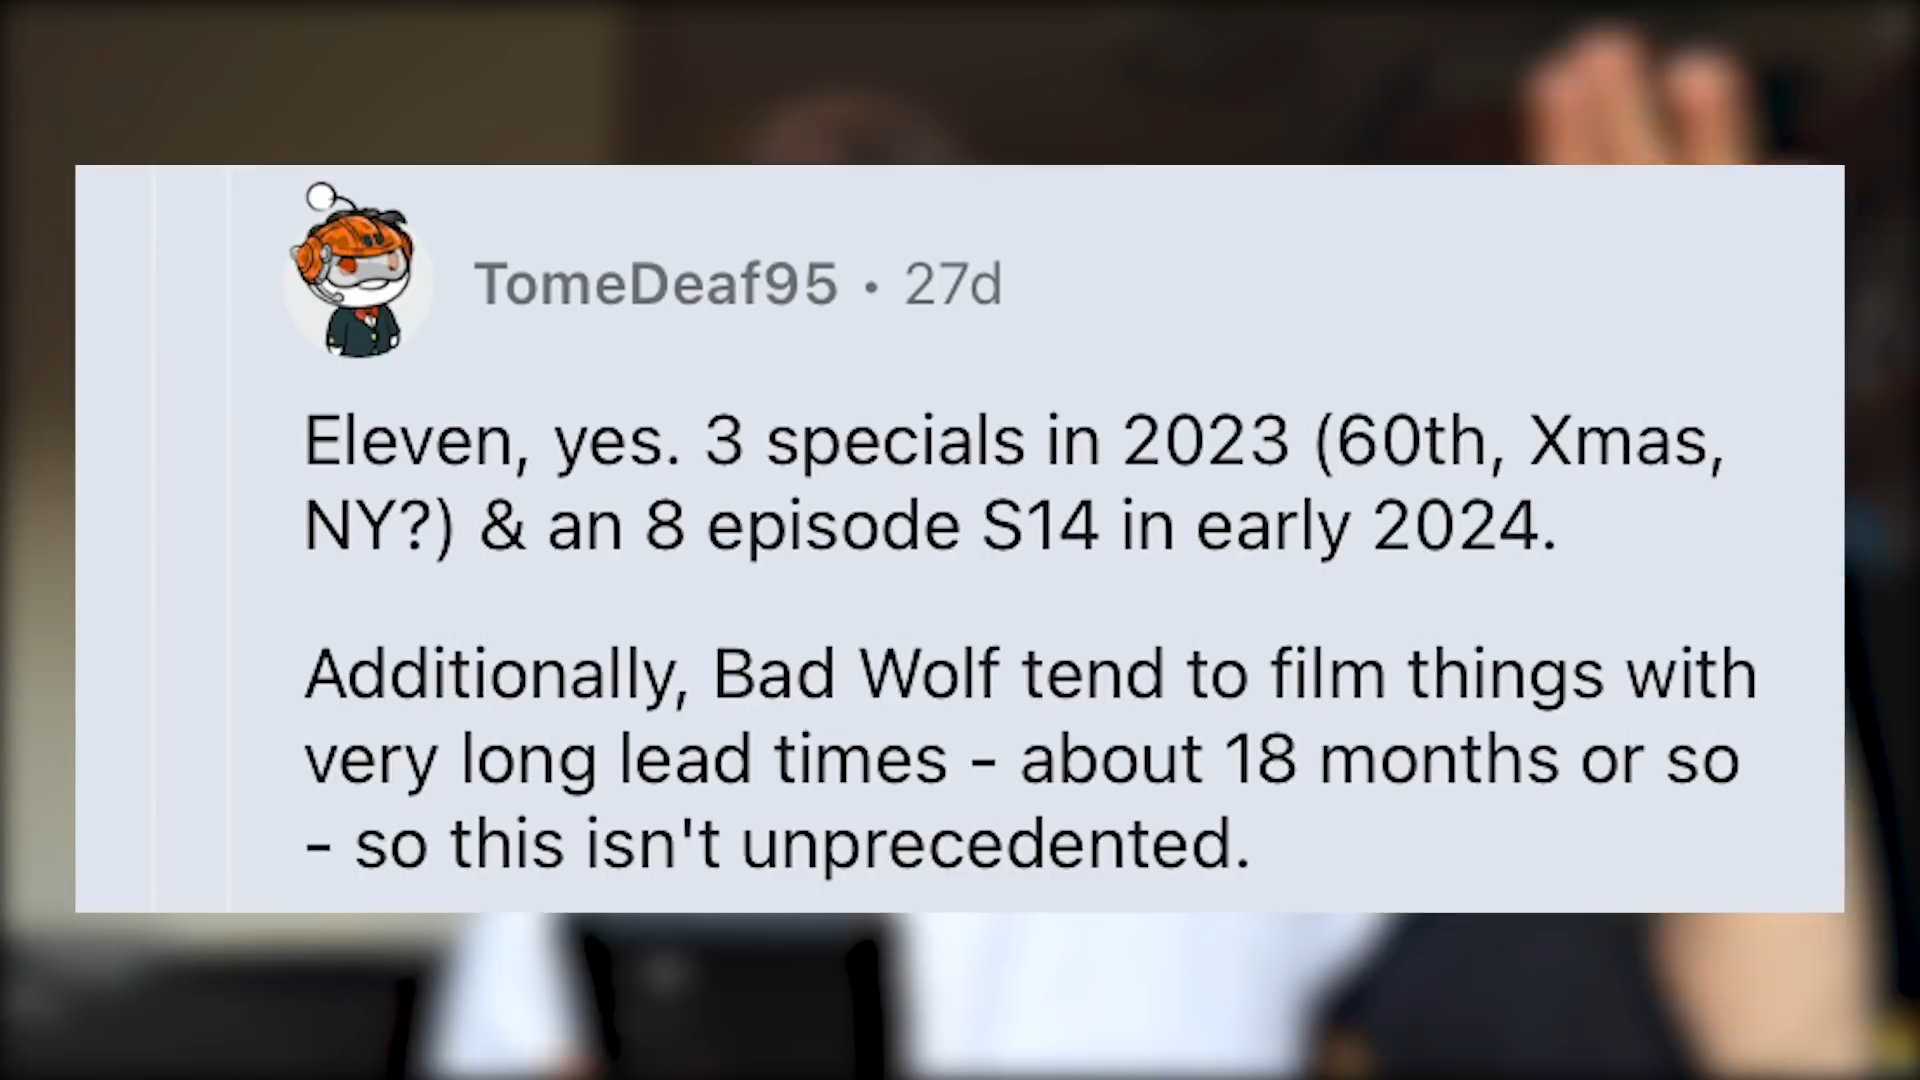 TomeDeaf95 • 27d
Eleven, yes. 3 specials in 2023 (60th, Xmas,
NY?) & an 8 episode S14 in early 2024.
Additionally, Bad Wolf tend to film things with
very long lead times - about 18 months or so
- so this isn't unprecedented.